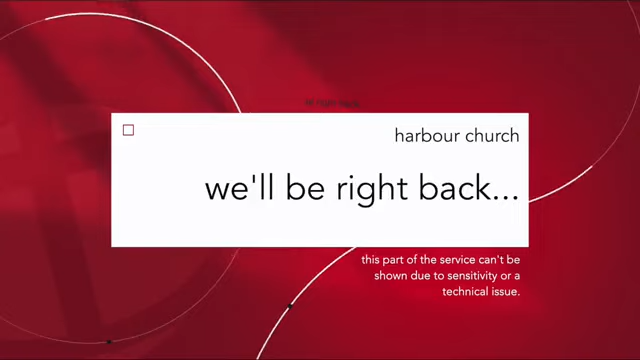 harbour church
we'll be right back...
this part of the service can't be
shown due to sensitivity or a
technical issue.